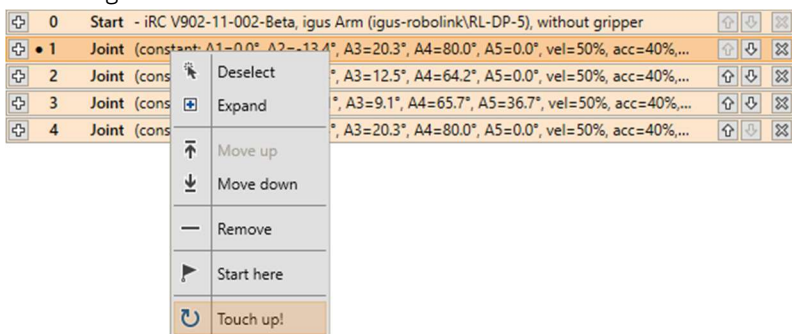 0 Start - iRC V902-11-002-Beta, igus Arm (igus-robolink\RL-DP-5), without gripper
1 Joint (constant: A1=0.0°, A2=-13.4°, A3=20.3°, A4=80.0°, A5=0.0°, vel=50%, acc=40%,...
2 Joint (cons °, A3=12.5°, A4=64.2°, A5=0.0°, vel=50%, acc=40%,...
3 Joint (cons °, A3=9.1°, A4=65.7°, A5=36.7°, vel=50%, acc=40%,...
4 Joint (cons °, A3=20.3°, A4=80.0°, A5=0.0°, vel=50%, acc=40%,...
Deselect
Expand
Move up
Move down
Remove
Start here
Touch up!